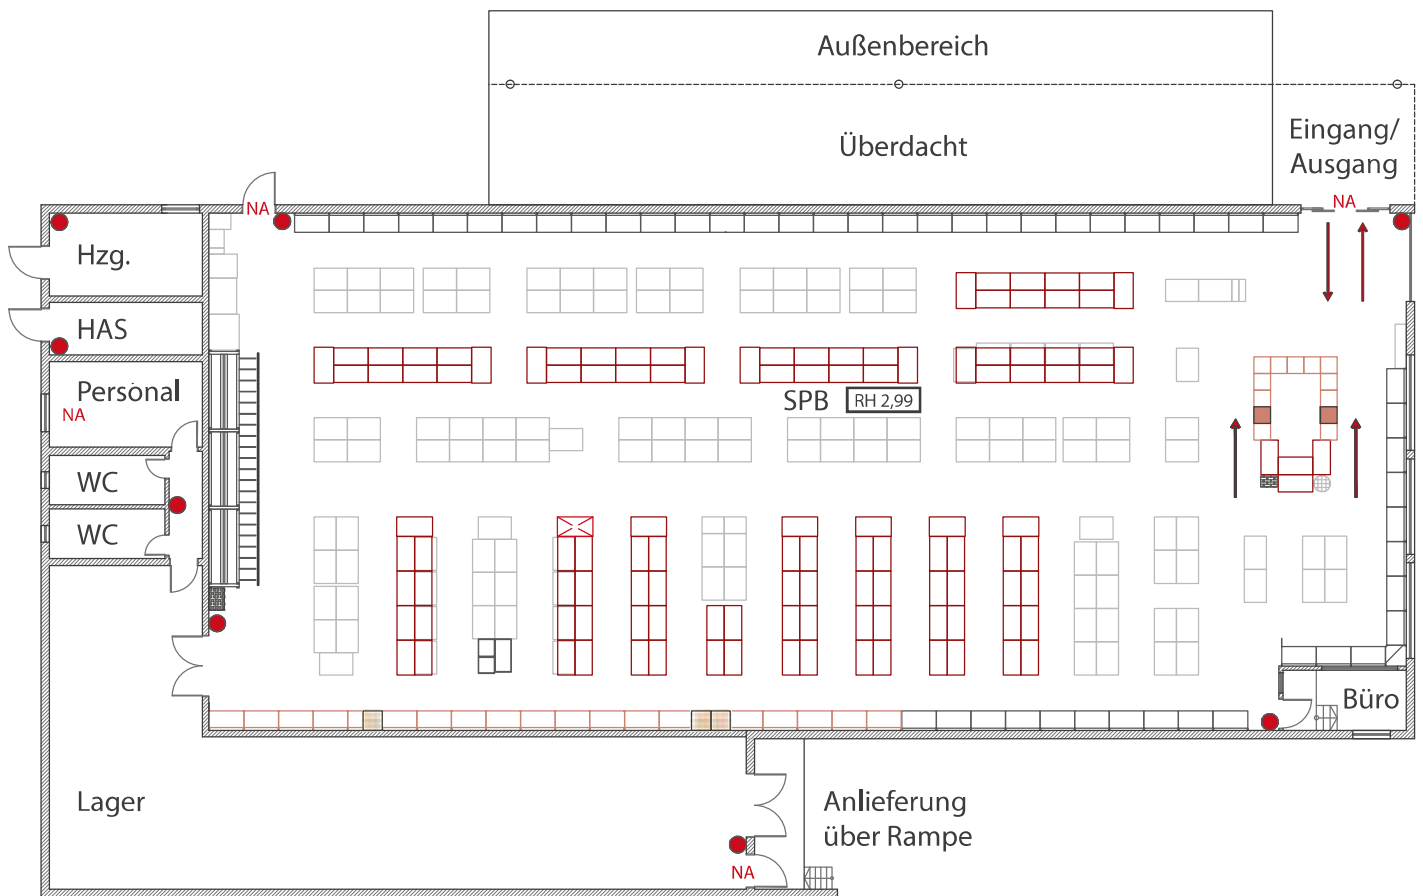 Außenbereich
Überdacht
Eingang/
Ausgang
NA
NA
Hzg.
HAS
Personal
NA
SPB
RH 2,99
WC
WC
Büro
Lager
Anlieferung
über Rampe
NA